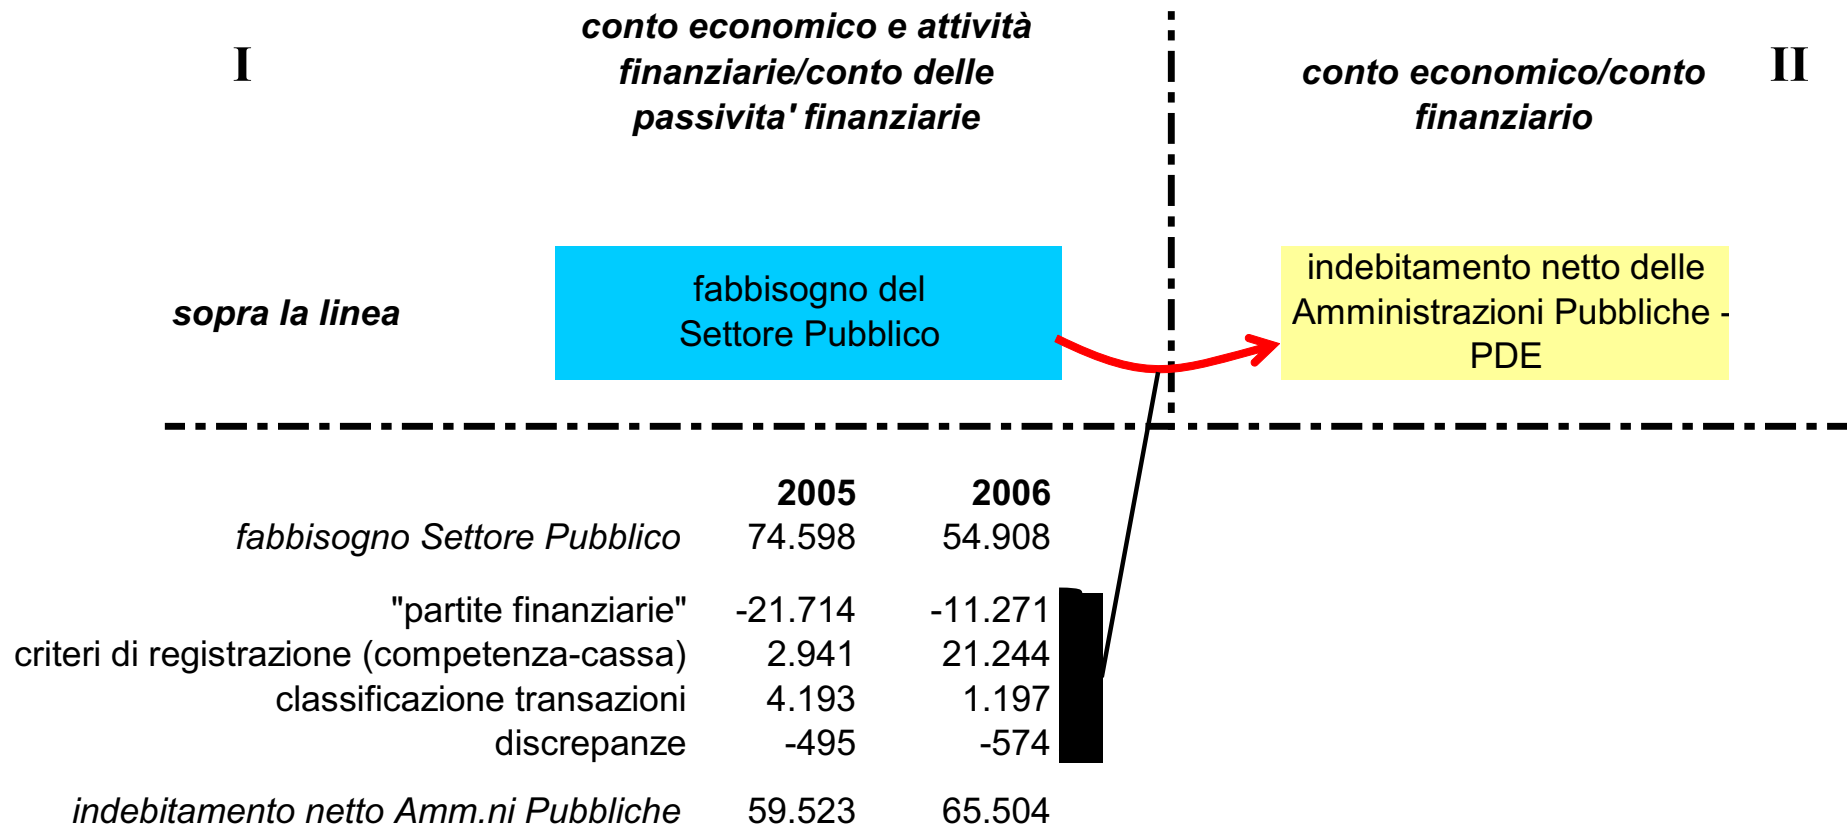 I
conto economico e attività
finanziarie/conto delle
passivita' finanziarie
conto economico/conto
finanziario
II
sopra la linea
fabbisogno del
Settore Pubblico
indebitamento netto delle
Amministrazioni Pubbliche -
PDE
2005 2006
fabbisogno Settore Pubblico 74.598 54.908
"partite finanziarie" -21.714 -11.271
criteri di registrazione (competenza-cassa) 2.941 21.244
classificazione transazioni 4.193 1.197
discrepanze -495 -574
indebitamento netto Amm.ni Pubbliche 59.523 65.504